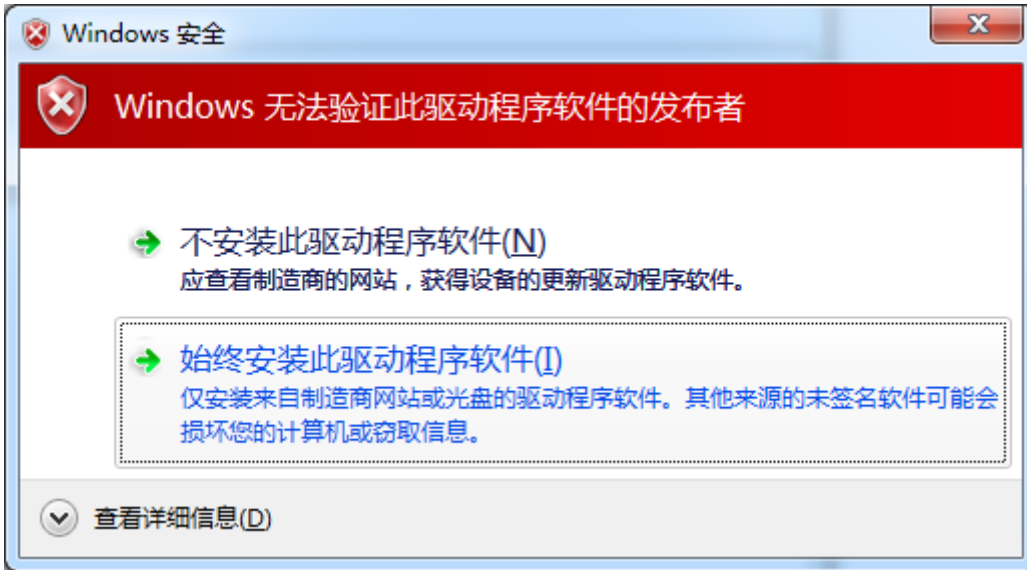 Windows 安全
Windows 无法验证此驱动程序软件的发布者
不安装此驱动程序软件(N)
应查看制造商的网站，获得设备的更新驱动程序软件。
始终安装此驱动程序软件(I)
仅安装来自制造商网站或光盘的驱动程序软件。其他来源的未签名软件可能会
损坏您的计算机或窃取信息。
查看详细信息(D)